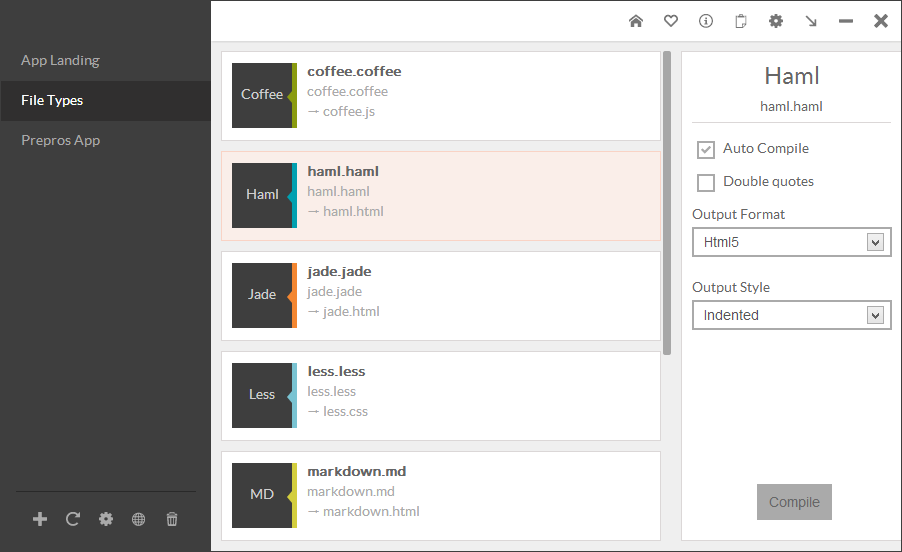 App Landing
File Types
Prepros App
Coffee
coffee.coffee
coffee.coffee
→ coffee.js
Haml
haml.haml
haml.haml
→ haml.html
Jade
jade.jade
jade.jade
→ jade.html
Less
less.less
less.less
→ less.css
MD
markdown.md
markdown.md
→ markdown.html
Haml
haml.haml
Auto Compile
Double quotes
Output Format
Html5
Output Style
Indented
Compile